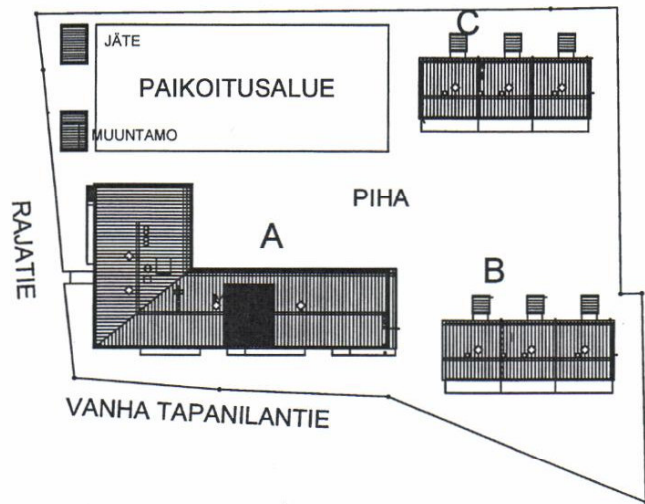 C
JÄTE
PAIKOITUSALUE
MUUNTAMO
PIHA
RAJATIE
A
B
VANHA TAPANILANTIE